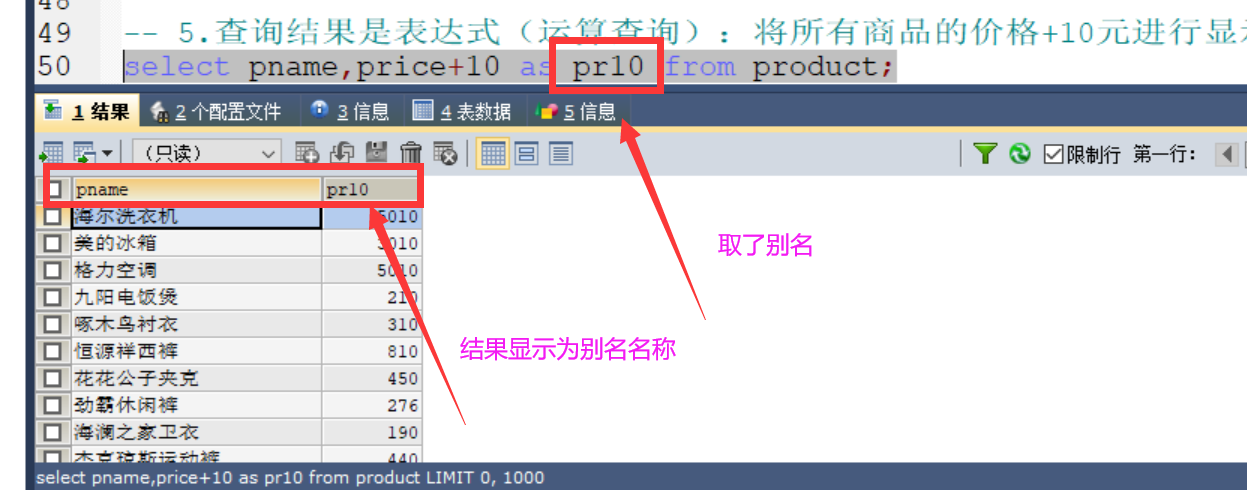 48
49 -- 5.查询结果是表达式（运算查询）：将所有商品的价格+10元进行显
50 select pname,price+10 as pr10 from product;
1 结果 2 个配置文件 3 信息 4 表数据 5 信息
（只读） 限制行 第一行：
pname pr10
海尔洗衣机 5010
美的冰箱 3010
格力空调 5010
九阳电饭煲 210
啄木鸟衬衣 310
恒源祥西裤 810
花花公子夹克 450
劲霸休闲裤 276
海澜之家卫衣 190
杰克琼斯运动裤 440
取了别名
结果显示为别名名称
select pname,price+10 as pr10 from product LIMIT 0, 1000